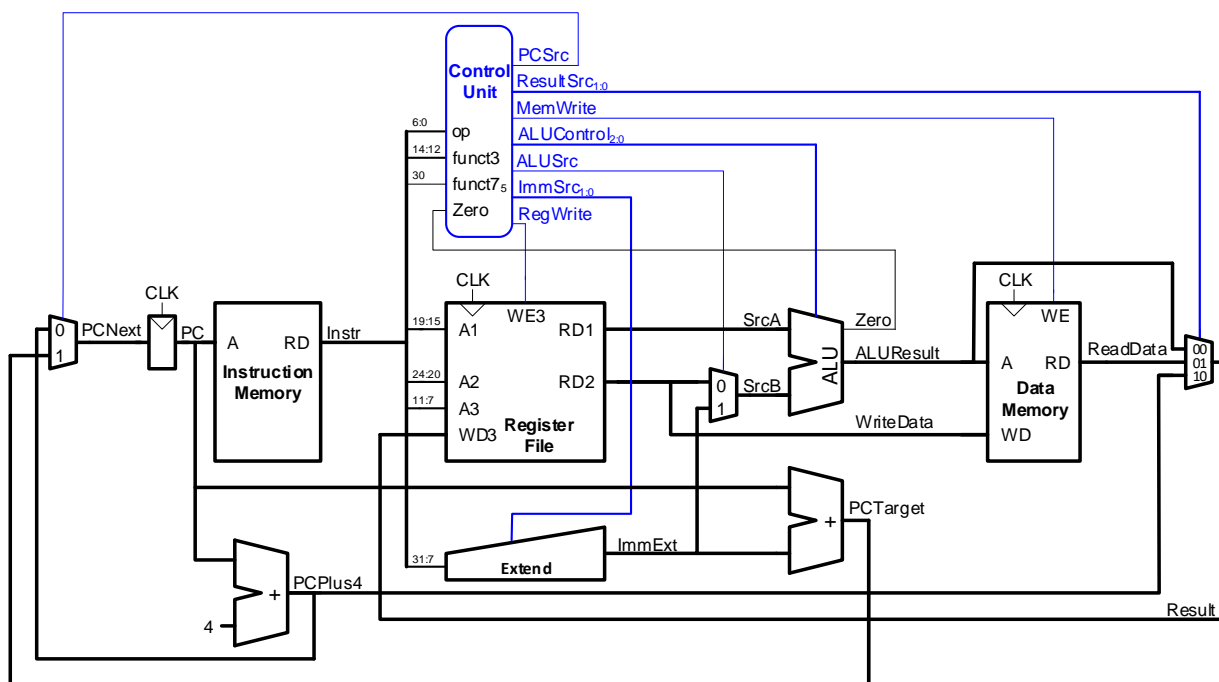 PCSrc
Control
Unit
ResultSrc1:0
MemWrite
6:0
op
ALUControl2:0
14:12
funct3
ALUSrc
30
funct75
ImmSrc1:0
Zero
RegWrite
CLK
CLK
CLK
0
1
PCNext
PC
A
RD
Instruction
Memory
Instr
19:15
A1
WE3
RD1
24:20
A2
RD2
11:7
A3
WD3
Register
File
0
1
SrcA
SrcB
ALU
Zero
ALUResult
WE
A
RD
Data
Memory
WD
ReadData
00
01
10
WriteData
PCTarget
+
ImmExt
31:7
Extend
PCPlus4
+
4
Result